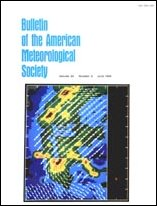 Bulletin
of the American
Meteorological
Society